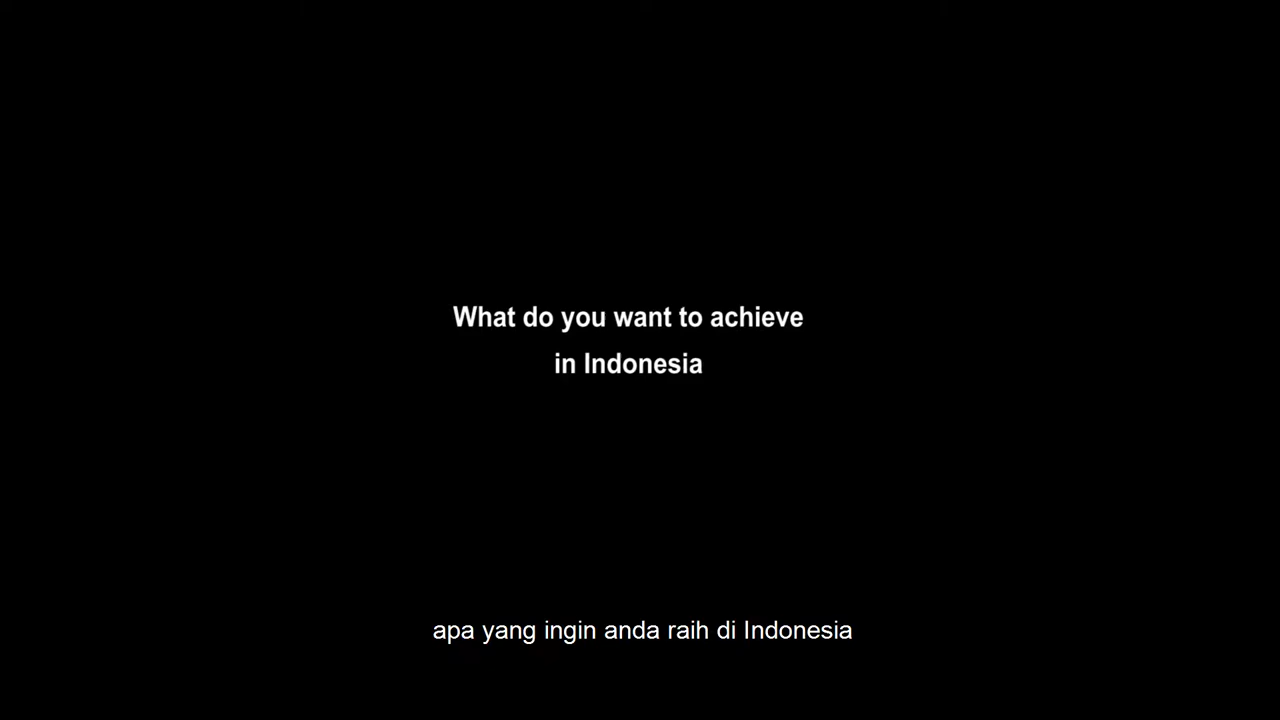 What do you want to achieve
in Indonesia
apa yang ingin anda raih di Indonesia